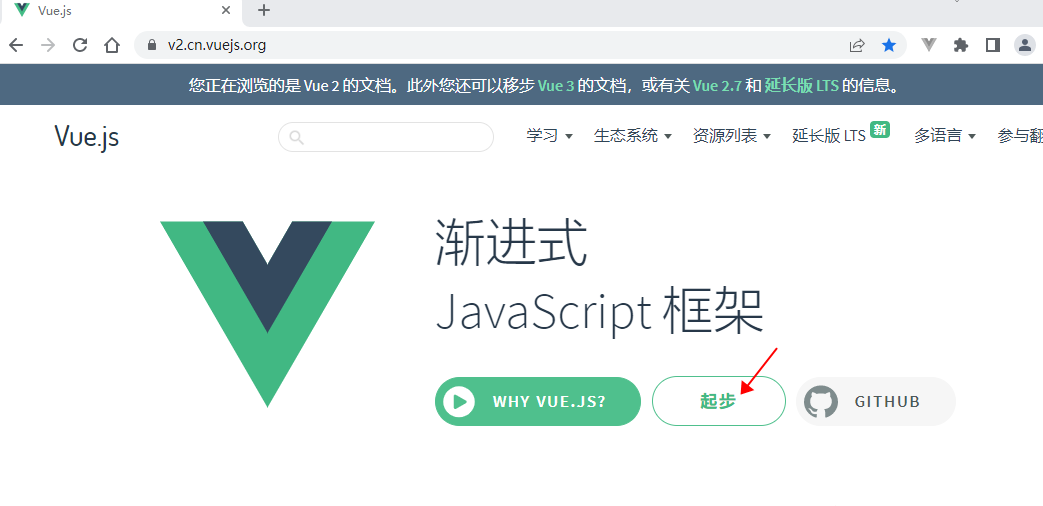 Vue.js
v2.cn.vuejs.org
您正在浏览的是 Vue 2 的文档。此外您还可以移步 Vue 3 的文档，或有关 Vue 2.7 和 延长版 LTS 的信息。
Vue.js 学习 生态系统 资源列表 延长版 LTS 新 多语言 参与翻
渐进式
JavaScript 框架
WHY VUE.JS? 起步 GITHUB